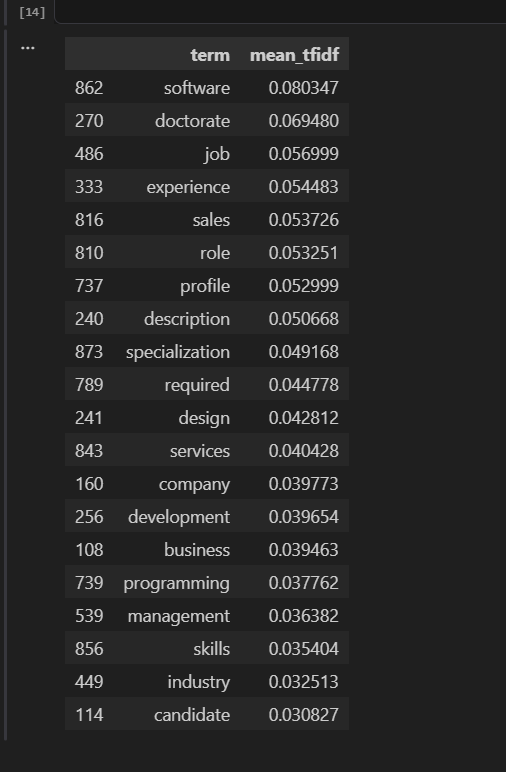 [14]
...
term mean_tfidf
862 software 0.080347
270 doctorate 0.069480
486 job 0.056999
333 experience 0.054483
816 sales 0.053726
810 role 0.053251
737 profile 0.052999
240 description 0.050668
873 specialization 0.049168
789 required 0.044778
241 design 0.042812
843 services 0.040428
160 company 0.039773
256 development 0.039654
108 business 0.039463
739 programming 0.037762
539 management 0.036382
856 skills 0.035404
449 industry 0.032513
114 candidate 0.030827